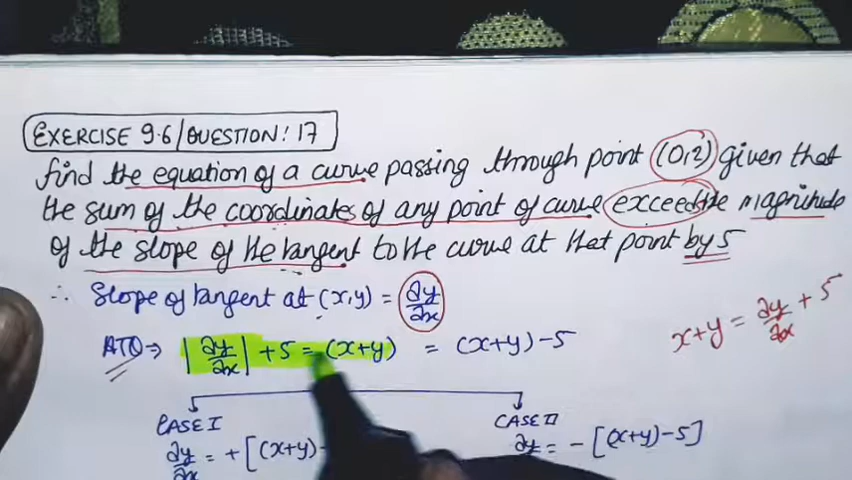 EXERCISE 9.6/QUESTION: 17
find the equation of a curve passing through point (0,2) given that
the sum of the coordinates of any point of curve exceed the magnitude
of the slope of the tangent to the curve at that point by 5
∴ Slope of tangent at (x,y) = dy/dx
x+y = dy/dx + 5
ATQ ⇒ |dy/dx| + 5 = (x+y) = (x+y) - 5
CASE I CASE II
dy/dx = + [(x+y) - dy = - [(x+y) - 5]